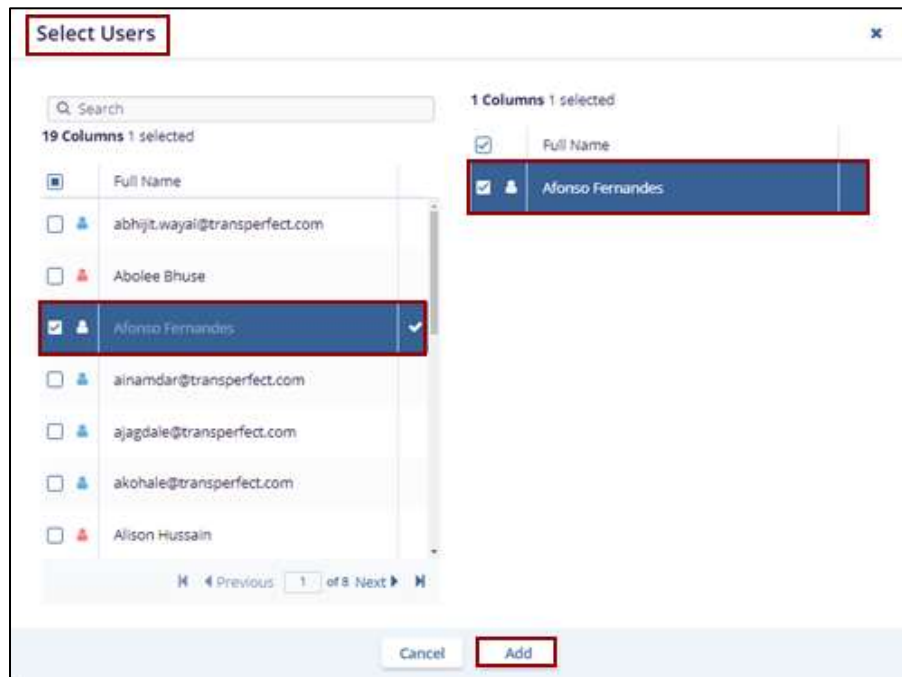 Select Users
Search
19 Columns 1 selected
Full Name
abhijit.wayal@transperfect.com
Abolee Bhuse
Afonso Fernandes
ainamdar@transperfect.com
ajagdale@transperfect.com
akohale@transperfect.com
Alison Hussain
Previous 1 of 8 Next
1 Columns 1 selected
Full Name
Afonso Fernandes
Cancel Add